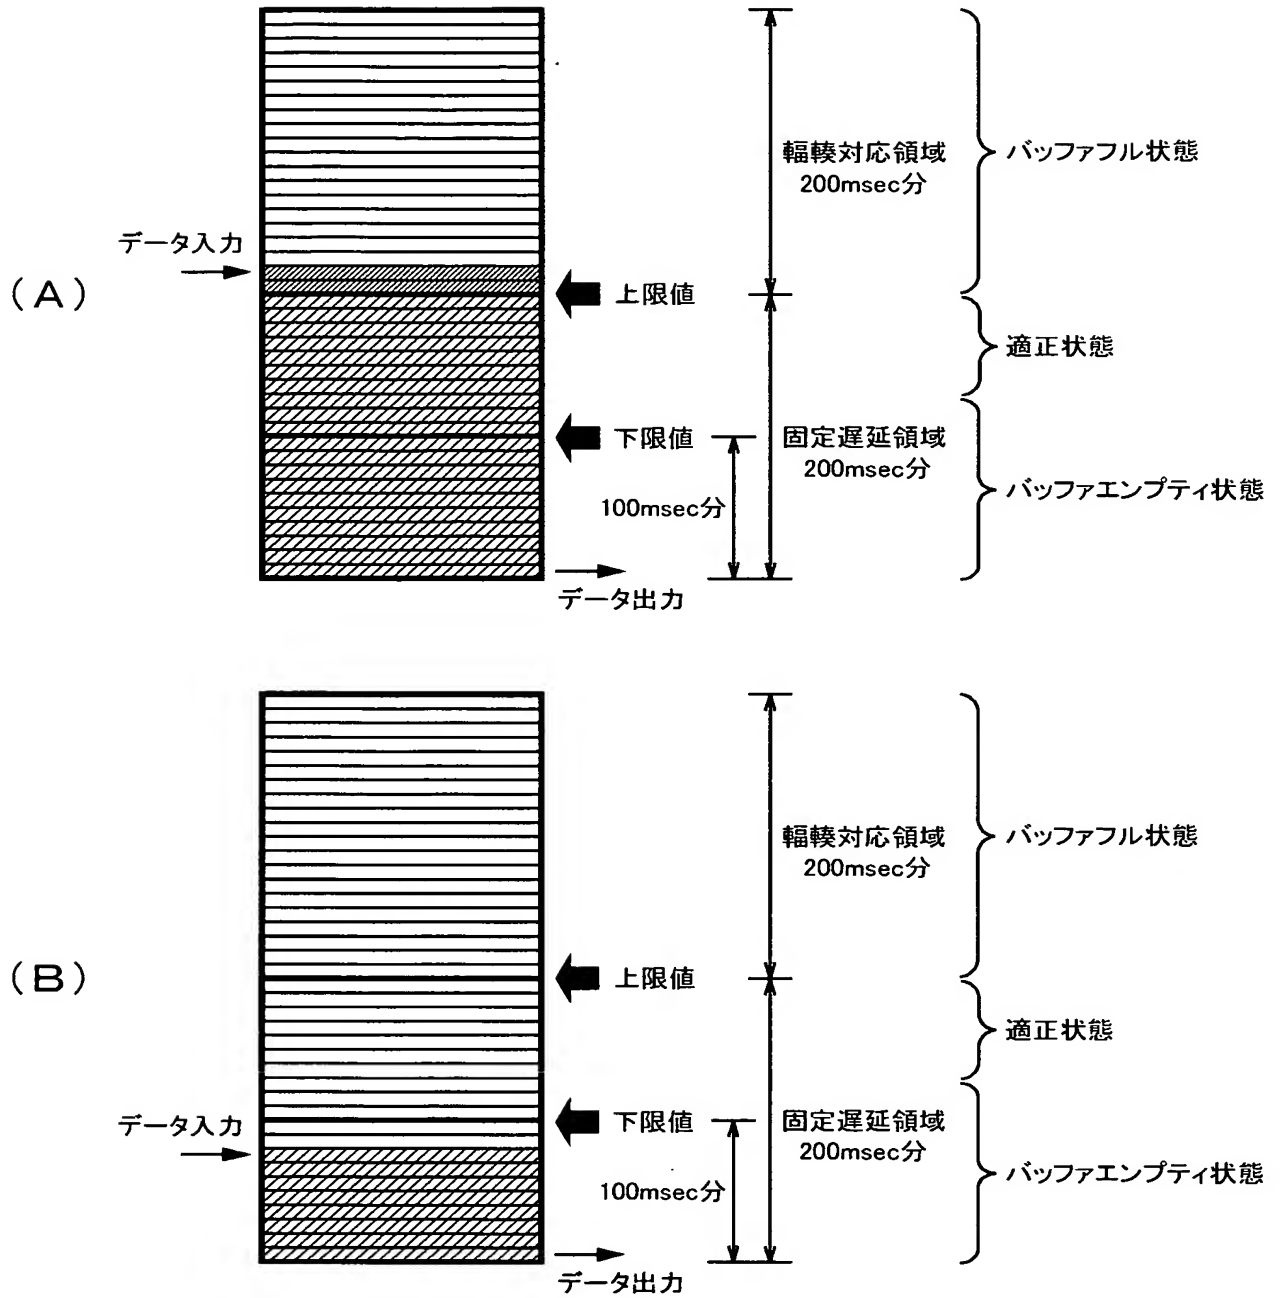 輻輳対応領域
200msec分
バッファフル状態
データ入力
(A)
上限値
適正状態
下限値
固定遅延領域
200msec分
100msec分
バッファエンプティ状態
データ出力
輻輳対応領域
200msec分
バッファフル状態
(B)
上限値
適正状態
データ入力
下限値
固定遅延領域
200msec分
100msec分
バッファエンプティ状態
データ出力